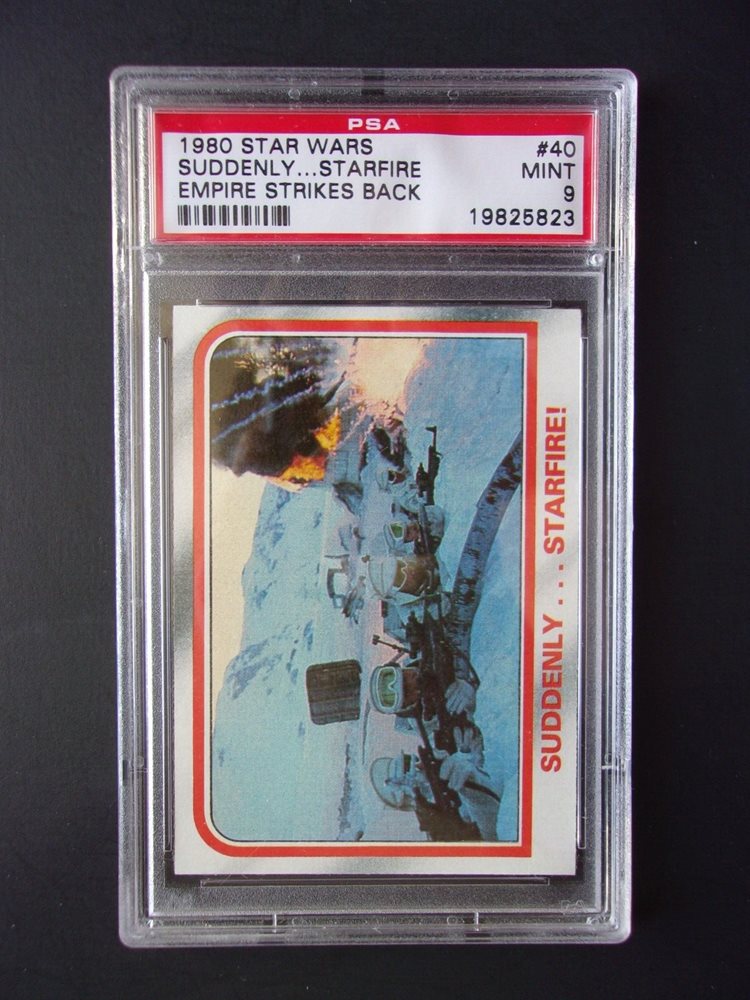 PSA
1980 STAR WARS #40
SUDDENLY...STARFIRE MINT
EMPIRE STRIKES BACK 9
19825823
SUDDENLY . . . STARFIRE!